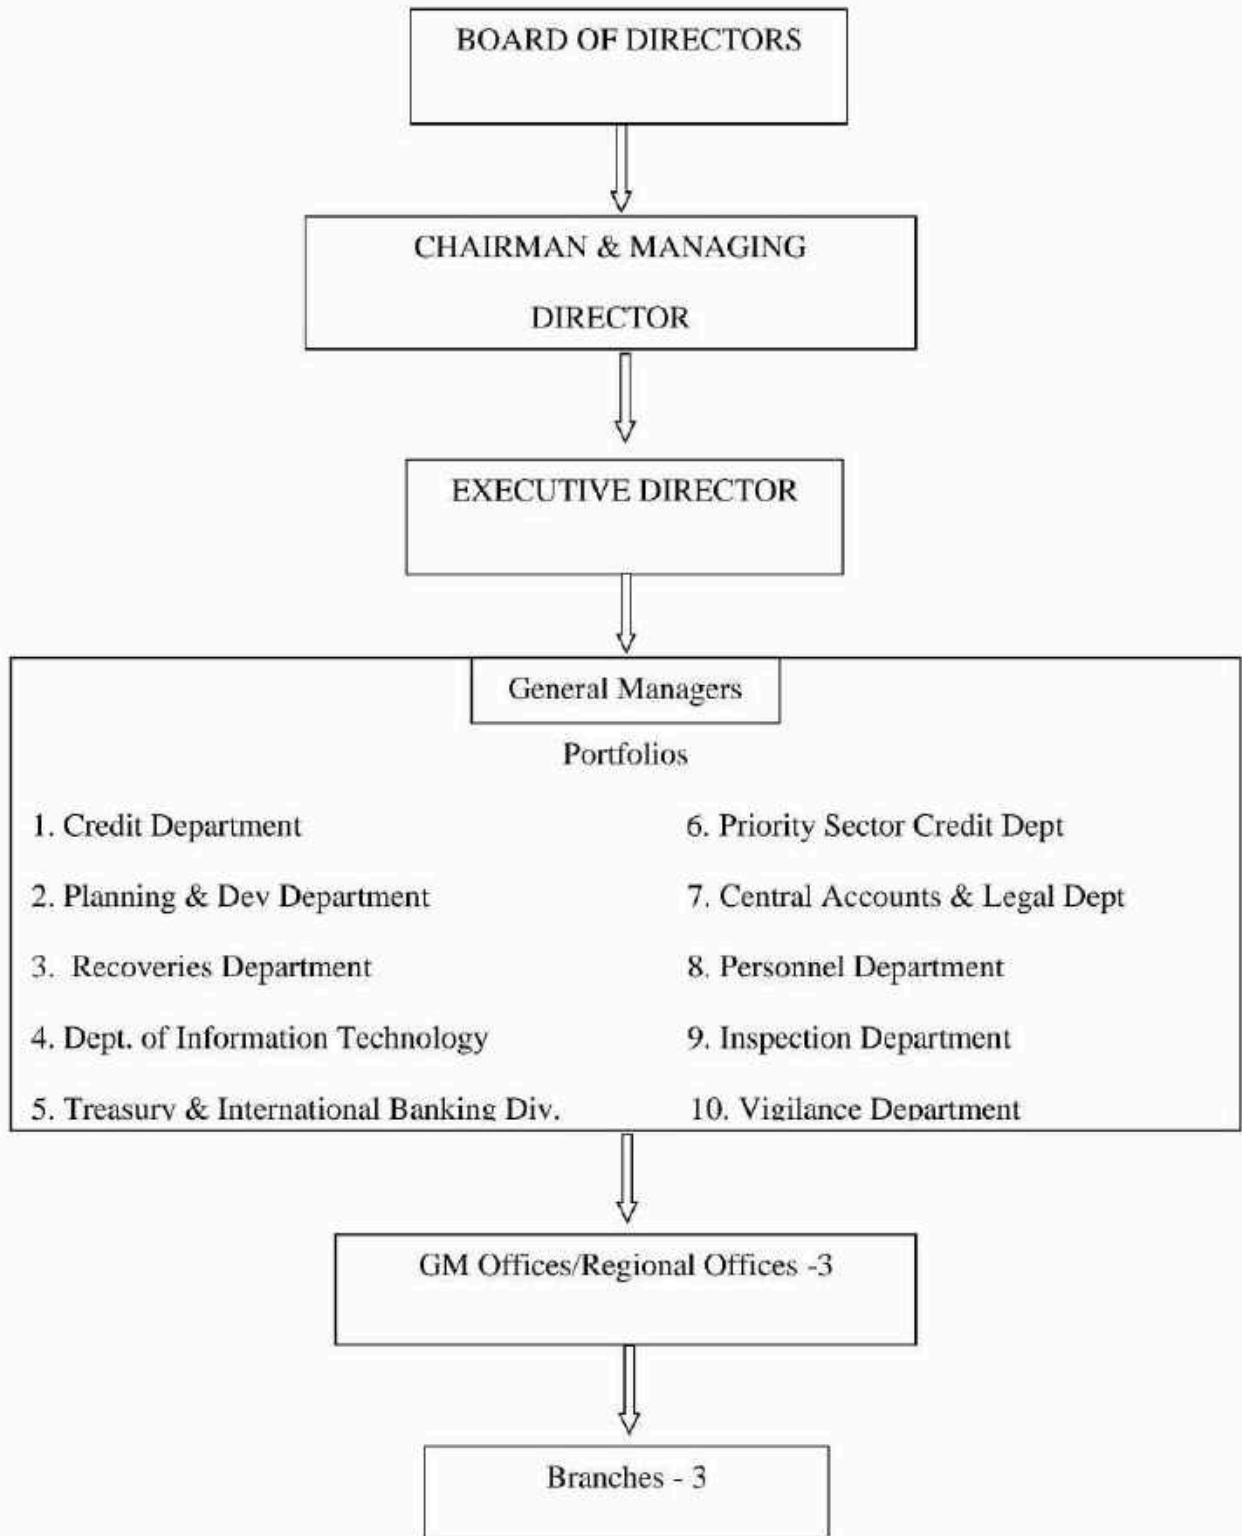 BOARD OF DIRECTORS
CHAIRMAN & MANAGING
DIRECTOR
EXECUTIVE DIRECTOR
General Managers
Portfolios
1. Credit Department
6. Priority Sector Credit Dept
2. Planning & Dev Department
7. Central Accounts & Legal Dept
3. Recoveries Department
8. Personnel Department
4. Dept. of Information Technology
9. Inspection Department
5. Treasury & International Banking Div.
10. Vigilance Department
GM Offices/Regional Offices -3
Branches - 3